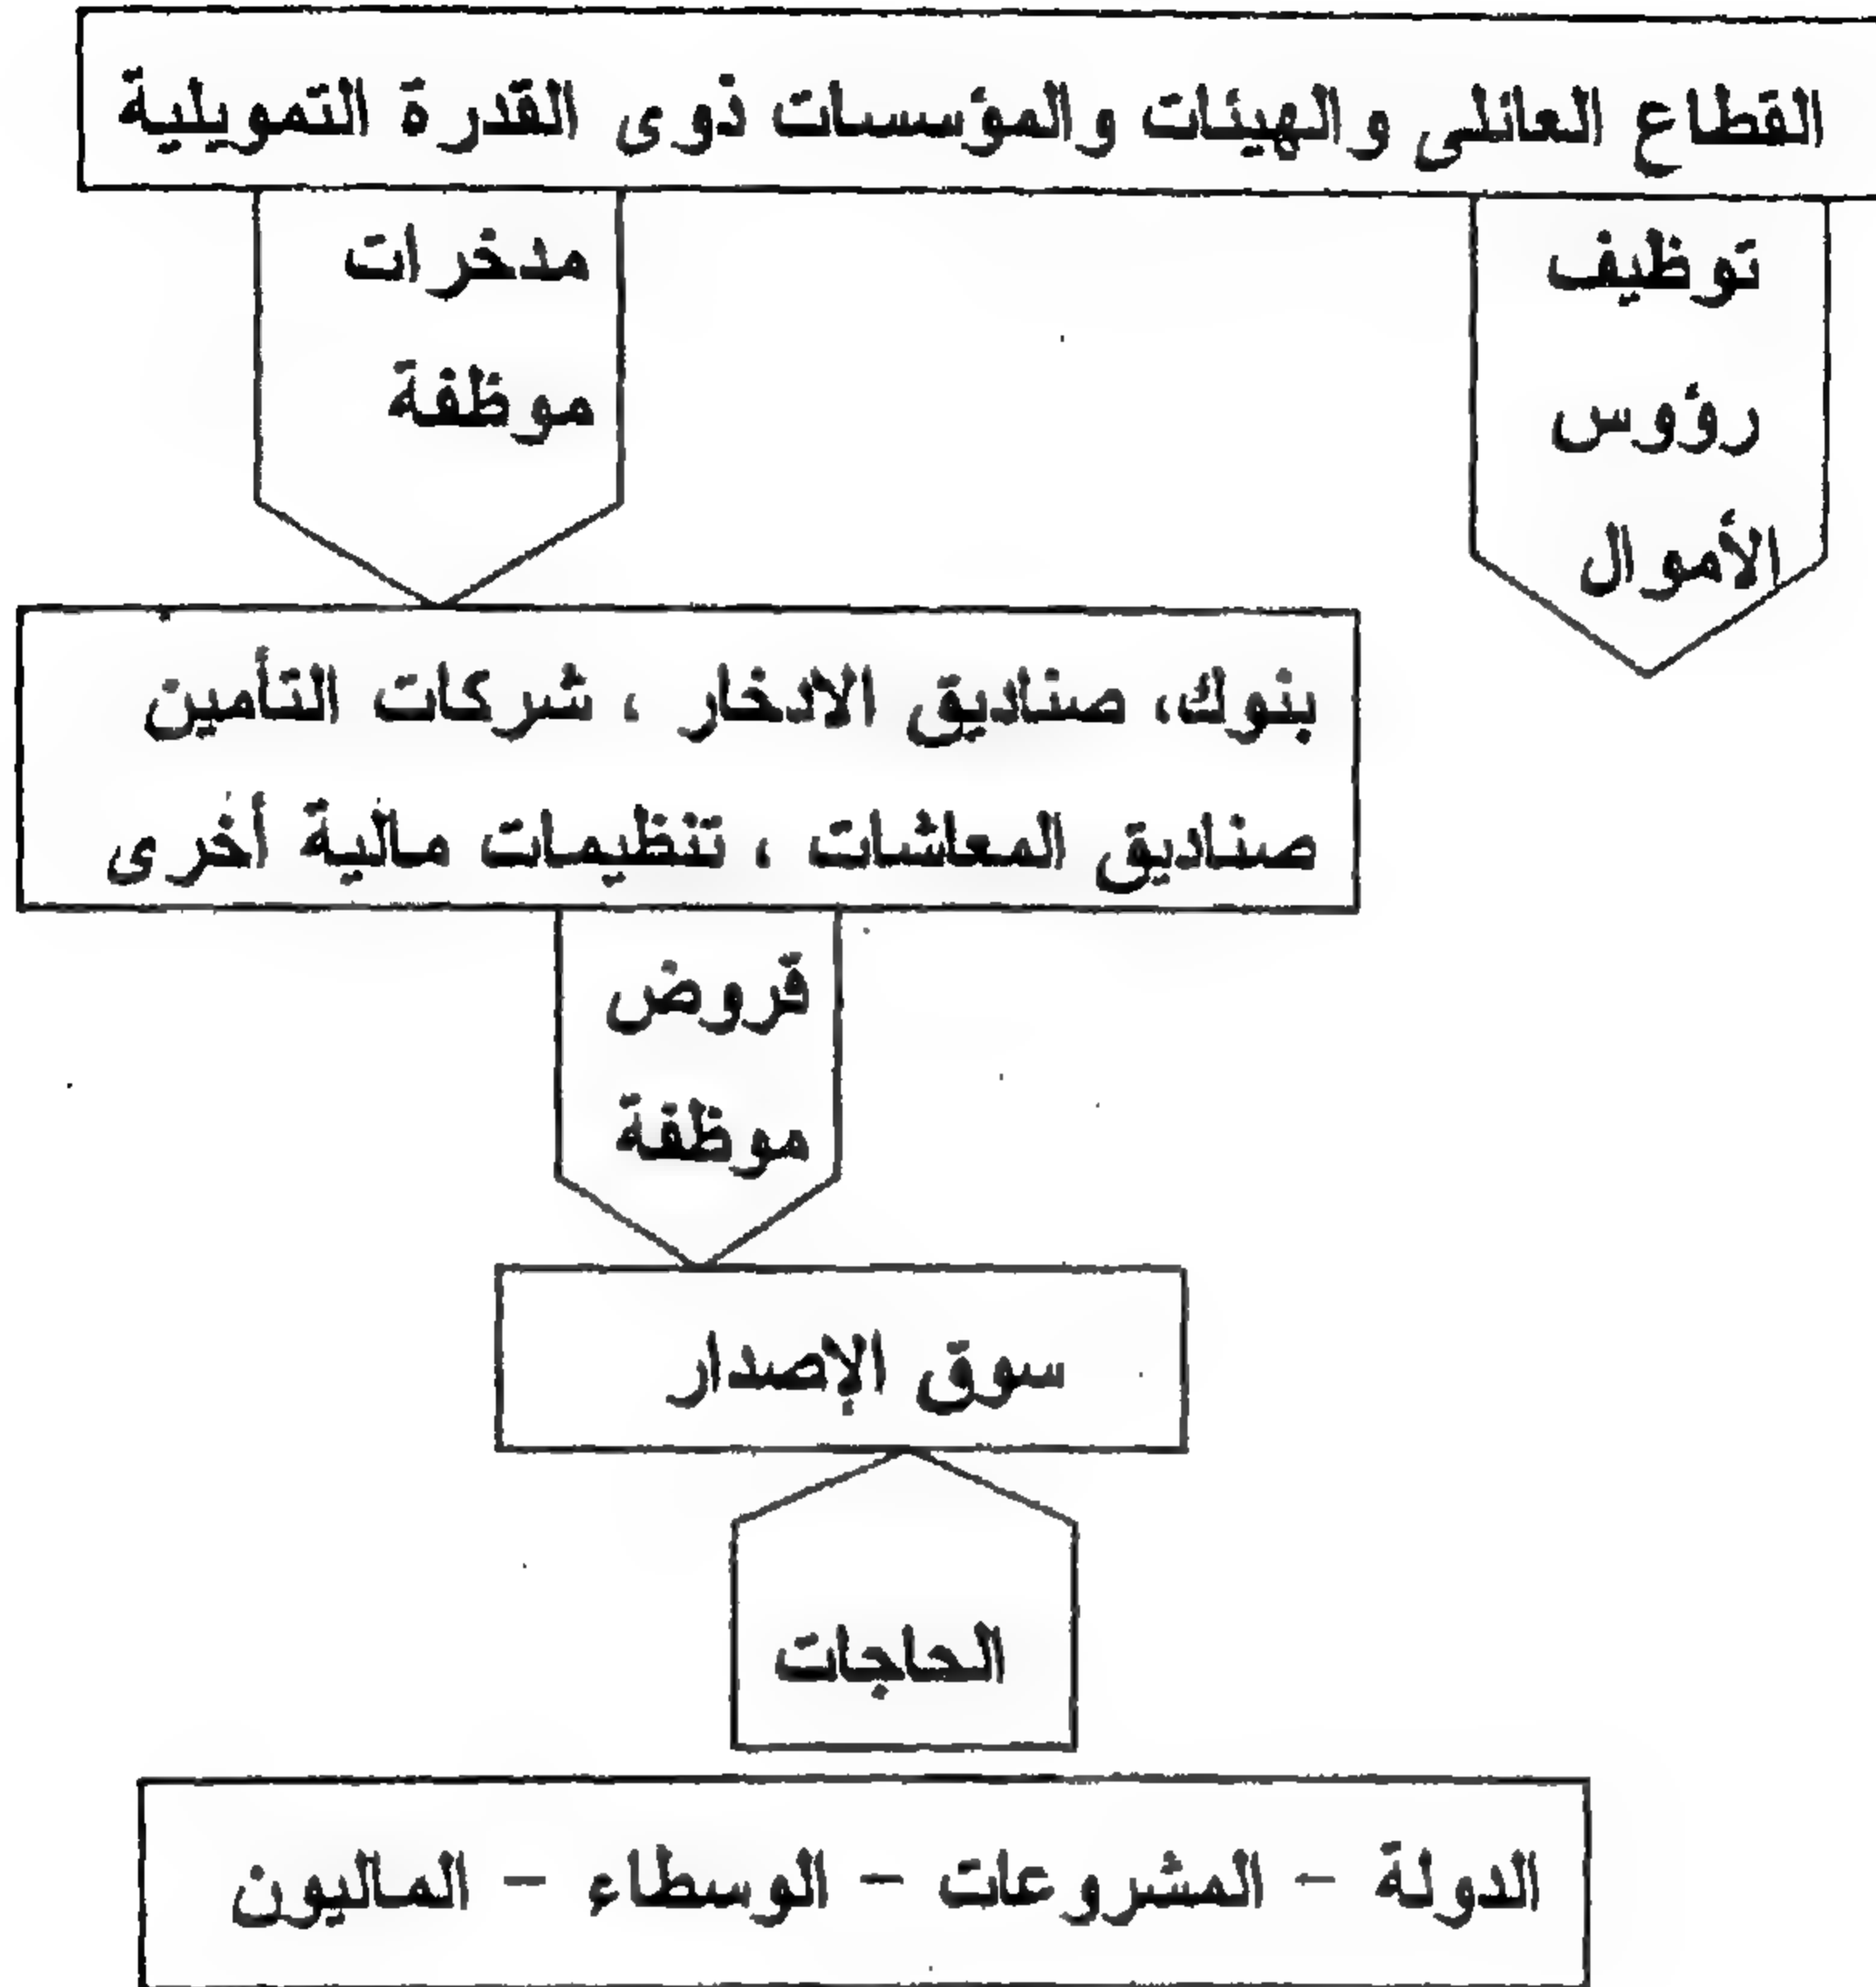 القطاع العائلى والهيئات والمؤسسات ذوى القدرة التمويلية
توظيف
رؤوس
الأموال
مدخرات
موظفة
بنوك، صناديق الادخار ، شركات التأمين
صناديق المعاشات ، تنظيمات مالية أخرى
قروض
موظفة
سوق الإصدار
الحاجات
الدولة – المشروعات – الوسطاء – الماليون